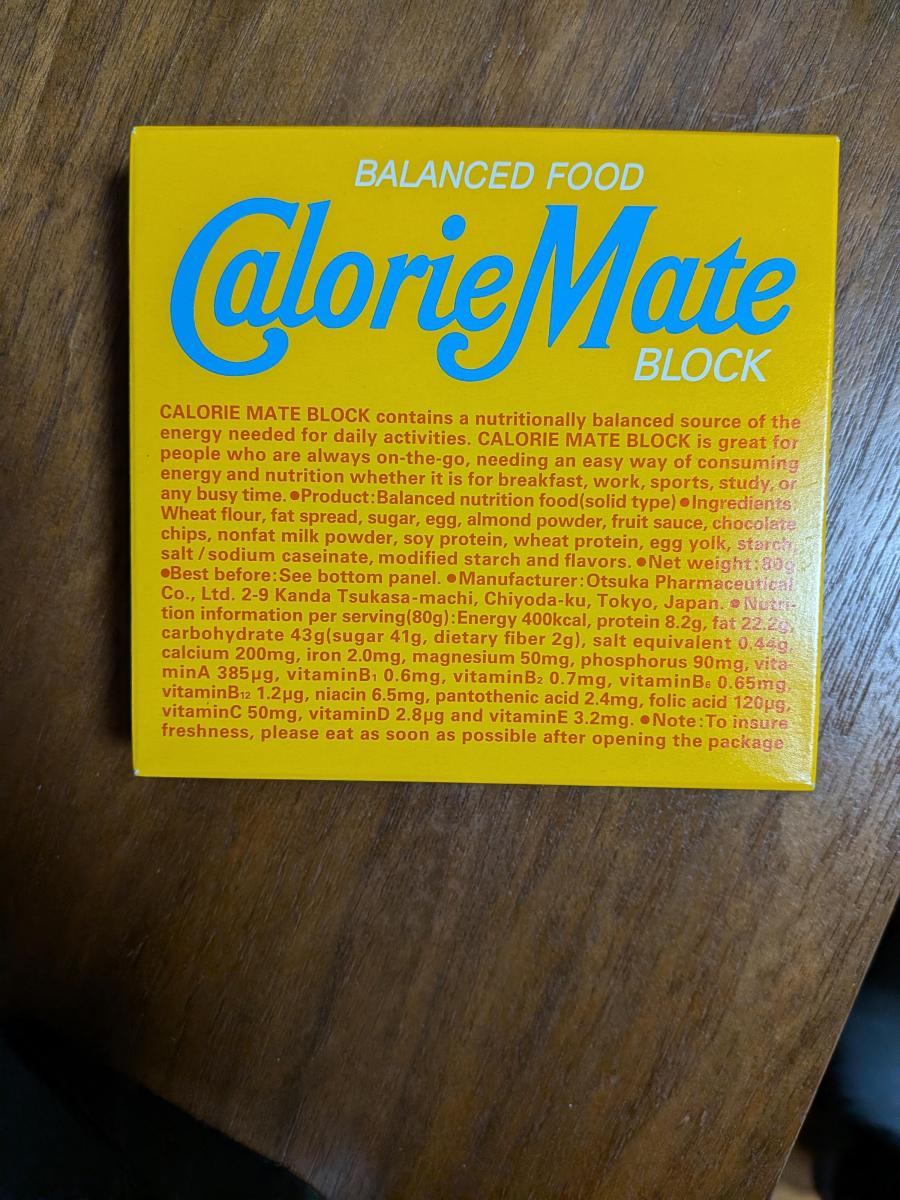 BALANCED FOOD
CalorieMate
BLOCK
CALORIE MATE BLOCK contains a nutritionally balanced source of the
energy needed for daily activities. CALORIE MATE BLOCK is great for
people who are always on-the-go, needing an easy way of consuming
energy and nutrition whether it is for breakfast, work, sports, study, or
any busy time. ●Product:Balanced nutrition food(solid type) ●Ingredients:
Wheat flour, fat spread, sugar, egg, almond powder, fruit sauce, chocolate
chips, nonfat milk powder, soy protein, wheat protein, egg yolk, starch,
salt/sodium caseinate, modified starch and flavors. ●Net weight:80g
●Best before:See bottom panel. ●Manufacturer:Otsuka Pharmaceutical
Co., Ltd. 2-9 Kanda Tsukasa-machi, Chiyoda-ku, Tokyo, Japan. ●Nutri-
tion information per serving(80g):Energy 400kcal, protein 8.2g, fat 22.2g,
carbohydrate 43g(sugar 41g, dietary fiber 2g), salt equivalent 0.44g,
calcium 200mg, iron 2.0mg, magnesium 50mg, phosphorus 90mg, vita-
minA 385μg, vitaminB₁ 0.6mg, vitaminB₂ 0.7mg, vitaminB₆ 0.65mg,
vitaminB₁₂ 1.2μg, niacin 6.5mg, pantothenic acid 2.4mg, folic acid 120μg,
vitaminC 50mg, vitaminD 2.8μg and vitaminE 3.2mg. ●Note:To insure
freshness, please eat as soon as possible after opening the package